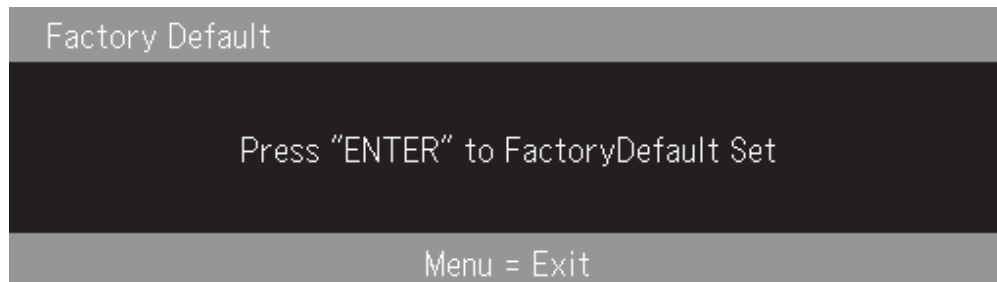 Factory Default
Press “ENTER” to FactoryDefault Set
Menu = Exit